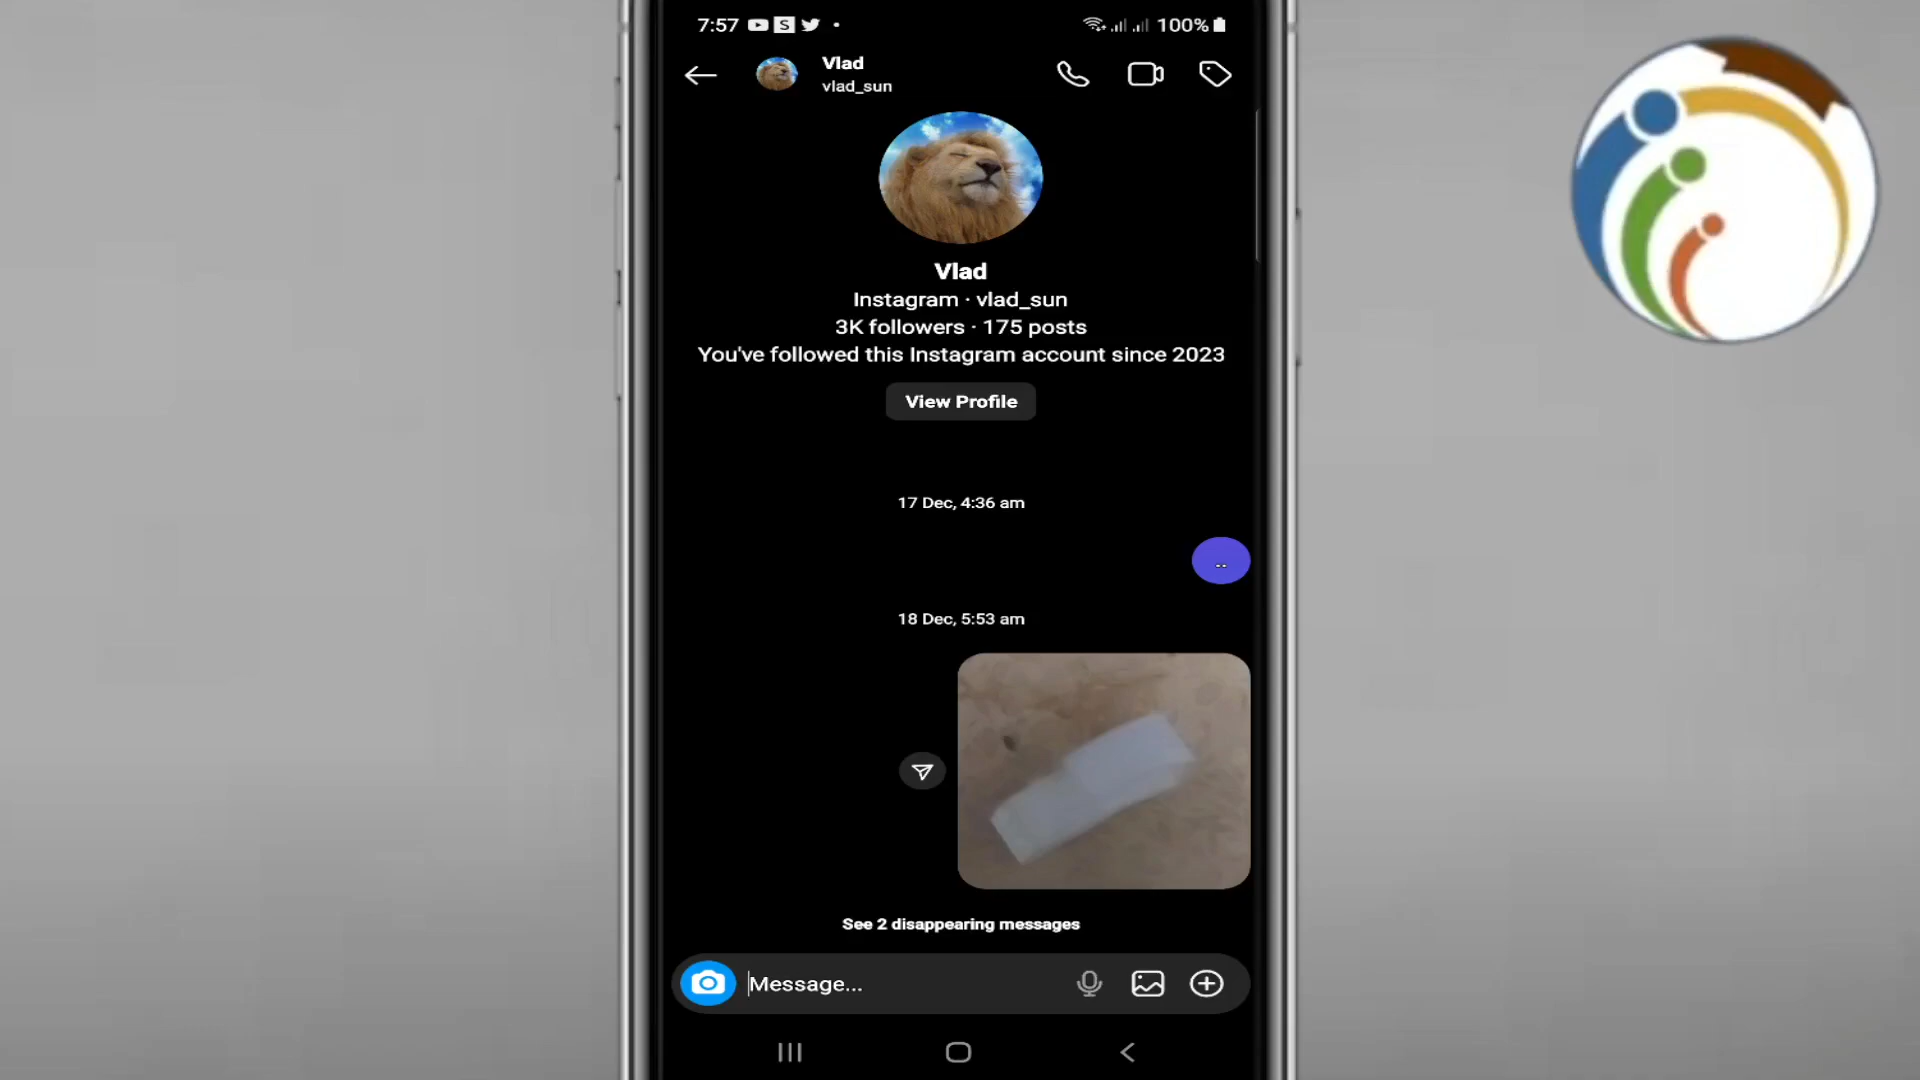 7:57
100%
Vlad
vlad_sun
Vlad
Instagram · vlad_sun
3K followers · 175 posts
You've followed this Instagram account since 2023
View Profile
17 Dec, 4:36 am
..
18 Dec, 5:53 am
See 2 disappearing messages
Message...